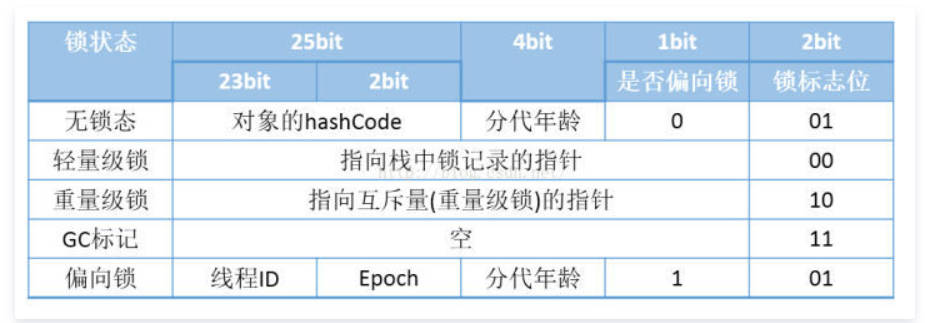 锁状态 25bit 4bit 1bit 2bit
23bit 2bit 是否偏向锁 锁标志位
无锁态 对象的hashCode 分代年龄 0 01
轻量级锁 指向栈中锁记录的指针 00
重量级锁 指向互斥量(重量级锁)的指针 10
GC标记 空 11
偏向锁 线程ID Epoch 分代年龄 1 01